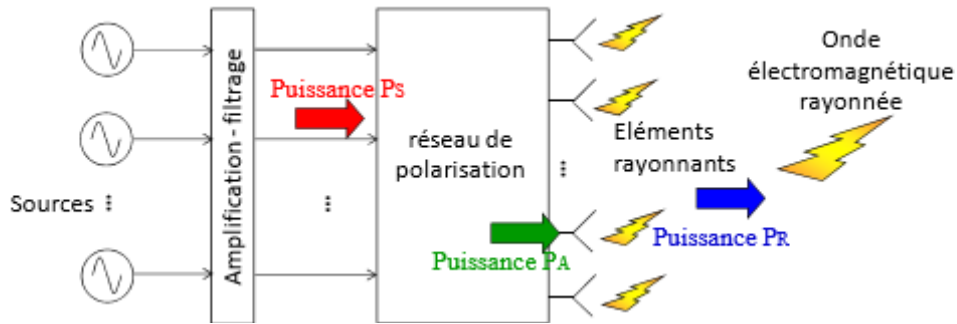 Sources ⁝
Amplification - filtrage
Puissance PS
⁝
réseau de
polarisation
Puissance PA
⁝
Eléments
rayonnants
Puissance PR
Onde
électromagnétique
rayonnée